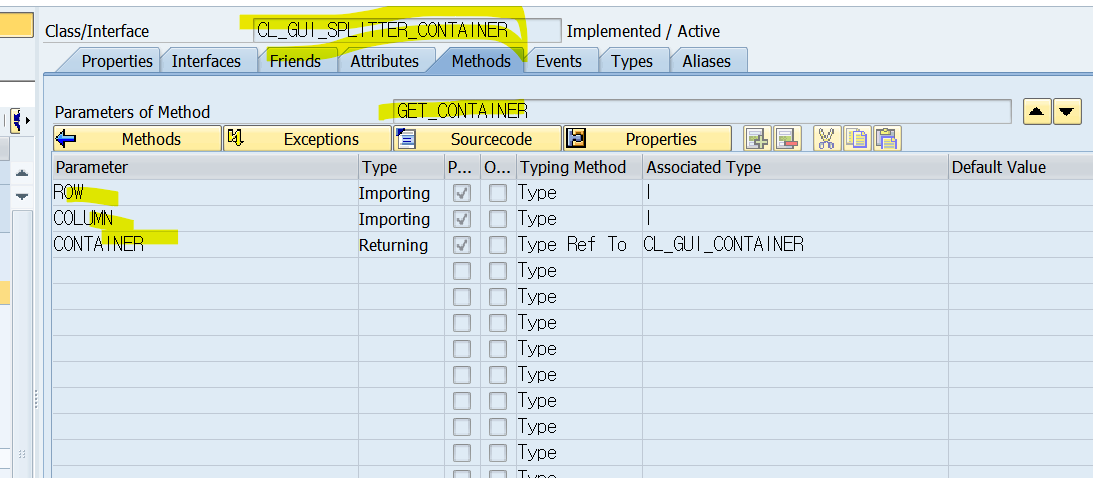 Class/Interface CL_GUI_SPLITTER_CONTAINER Implemented / Active
Properties Interfaces Friends Attributes Methods Events Types Aliases
Parameters of Method GET_CONTAINER
Methods Exceptions Sourcecode Properties
Parameter Type P... O... Typing Method Associated Type Default Value
ROW Importing Type I
COLUMN Importing Type I
CONTAINER Returning Type Ref To CL_GUI_CONTAINER
Type
Type
Type
Type
Type
Type
Type
Type
Type